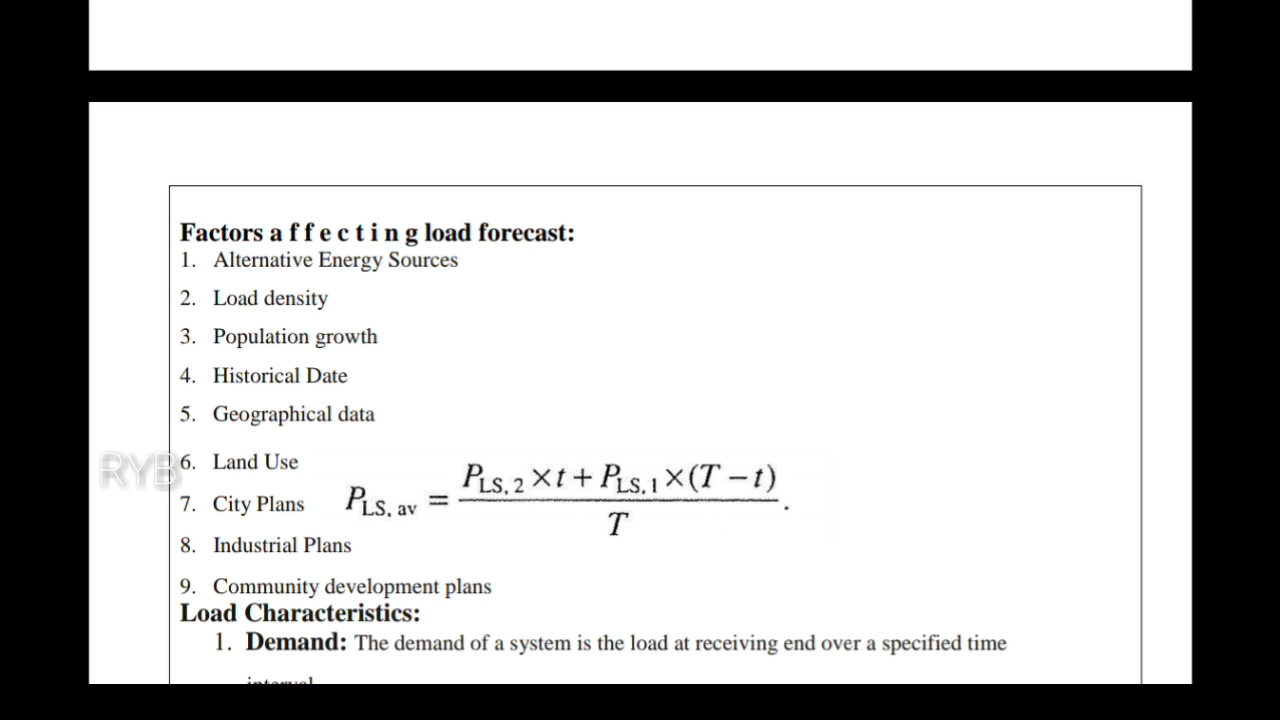 Factors a f f e c t i n g load forecast:
1. Alternative Energy Sources
2. Load density
3. Population growth
4. Historical Date
5. Geographical data
RYB
6. Land Use
7. City Plans
P_LS, av = (P_LS, 2 × t + P_LS, 1 × (T − t)) / T.
8. Industrial Plans
9. Community development plans
Load Characteristics:
1. Demand: The demand of a system is the load at receiving end over a specified time